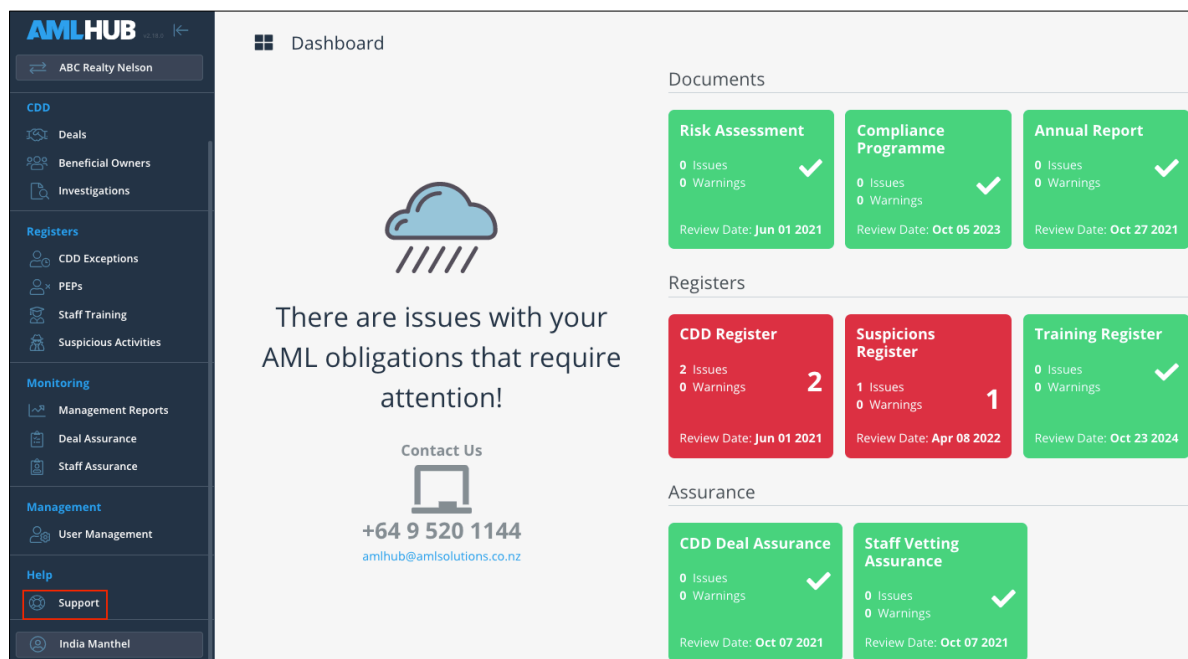 AMLHUB v2.18.0
ABC Realty Nelson
CDD
Deals
Beneficial Owners
Investigations
Registers
CDD Exceptions
PEPs
Staff Training
Suspicious Activities
Monitoring
Management Reports
Deal Assurance
Staff Assurance
Management
User Management
Help
Support
India Manthel
Dashboard
There are issues with your
AML obligations that require
attention!
Contact Us
+64 9 520 1144
amlhub@amlsolutions.co.nz
Documents
Risk Assessment
0 Issues
0 Warnings
Review Date: Jun 01 2021
Compliance
Programme
0 Issues
0 Warnings
Review Date: Oct 05 2023
Annual Report
0 Issues
0 Warnings
Review Date: Oct 27 2021
Registers
CDD Register
2 Issues
0 Warnings
2
Review Date: Jun 01 2021
Suspicions
Register
1 Issues
0 Warnings
1
Review Date: Apr 08 2022
Training Register
0 Issues
0 Warnings
Review Date: Oct 23 2024
Assurance
CDD Deal Assurance
0 Issues
0 Warnings
Review Date: Oct 07 2021
Staff Vetting
Assurance
0 Issues
0 Warnings
Review Date: Oct 07 2021